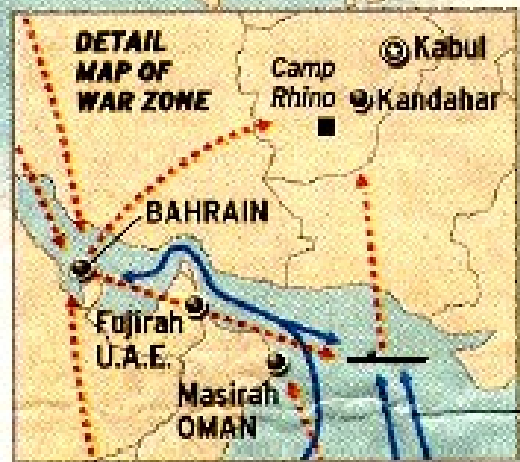 DETAIL
MAP OF
WAR ZONE
Kabul
Camp
Rhino
Kandahar
BAHRAIN
Fujirah
U.A.E.
Masirah
OMAN